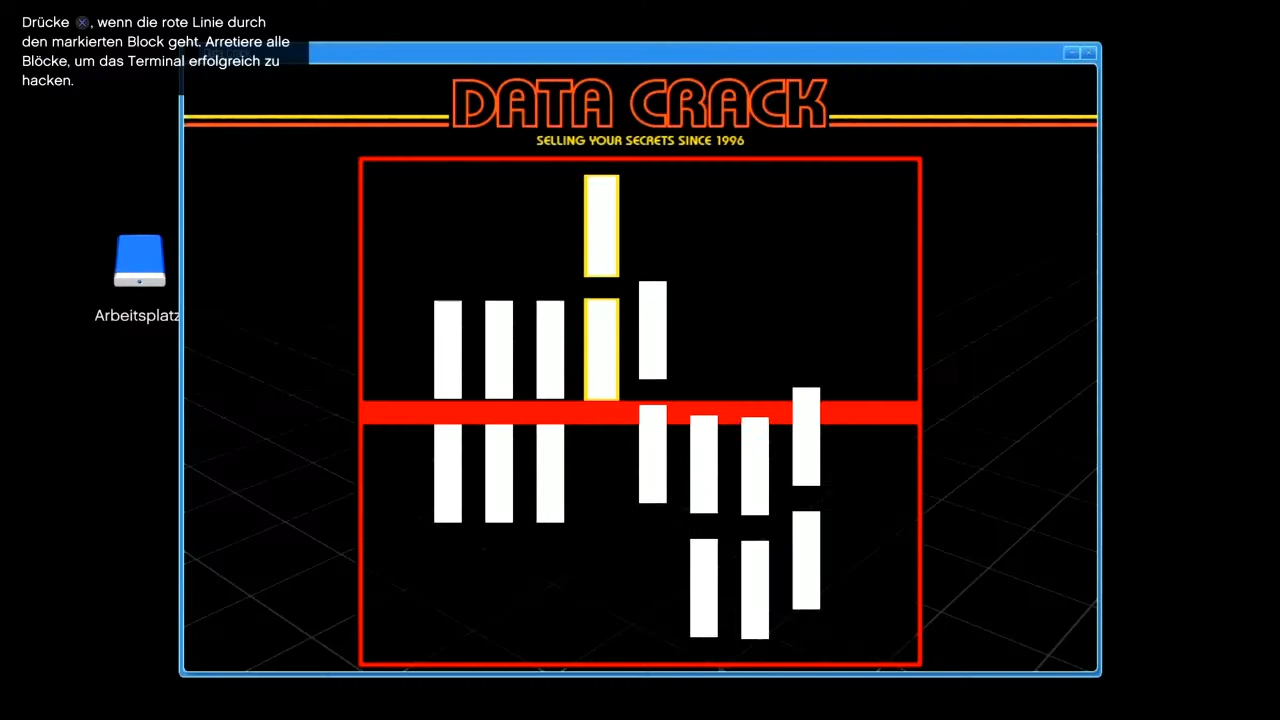 Drücke ⓧ, wenn die rote Linie durch
den markierten Block geht. Arretiere alle
Blöcke, um das Terminal erfolgreich zu
hacken.
DATA CRACK
SELLING YOUR SECRETS SINCE 1996
Arbeitsplatz